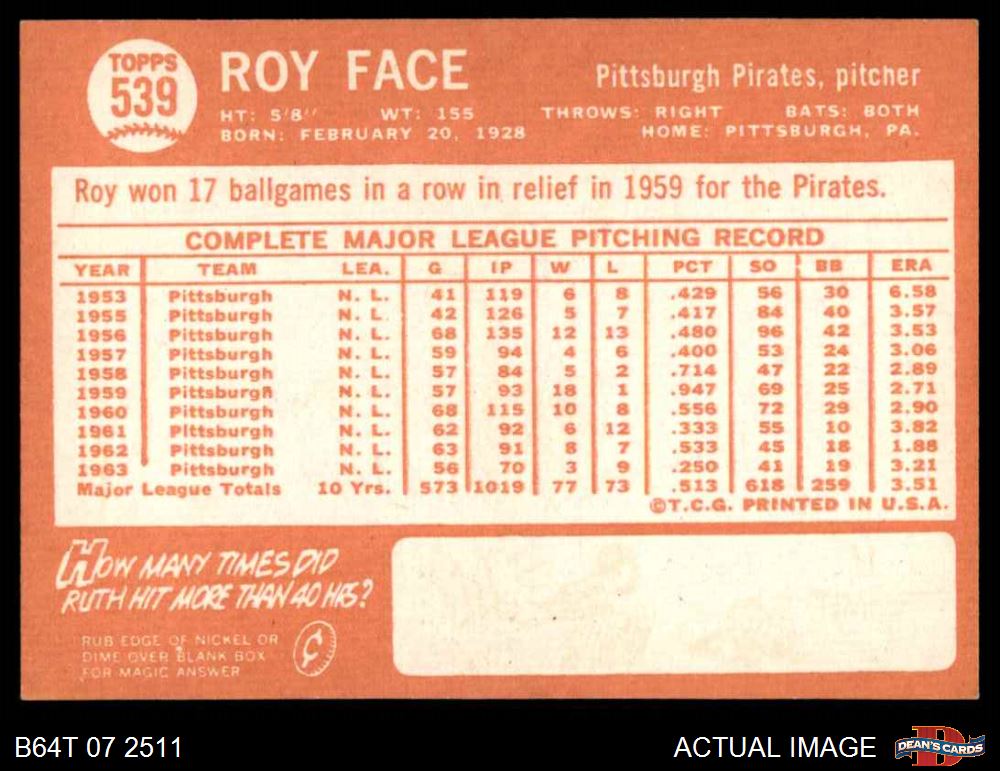 TOPPS
539
ROY FACE
Pittsburgh Pirates, pitcher
HT: 5'8" WT: 155 THROWS: RIGHT BATS: BOTH
BORN: FEBRUARY 20, 1928 HOME: PITTSBURGH, PA.
Roy won 17 ballgames in a row in relief in 1959 for the Pirates.
COMPLETE MAJOR LEAGUE PITCHING RECORD
YEAR TEAM LEA. G IP W L PCT SO BB ERA
1953 Pittsburgh N. L. 41 119 6 8 .429 56 30 6.58
1955 Pittsburgh N. L. 42 126 5 7 .417 84 40 3.57
1956 Pittsburgh N. L. 68 135 12 13 .480 96 42 3.53
1957 Pittsburgh N. L. 59 94 4 6 .400 53 24 3.06
1958 Pittsburgh N. L. 57 84 5 2 .714 47 22 2.89
1959 Pittsburgh N. L. 57 93 18 1 .947 69 25 2.71
1960 Pittsburgh N. L. 68 115 10 8 .556 72 29 2.90
1961 Pittsburgh N. L. 62 92 6 12 .333 55 10 3.82
1962 Pittsburgh N. L. 63 91 8 7 .533 45 18 1.88
1963 Pittsburgh N. L. 56 70 3 9 .250 41 19 3.21
Major League Totals 10 Yrs. 573 1019 77 73 .513 618 259 3.51
©T.C.G. PRINTED IN U.S.A.
HOW MANY TIMES DID
RUTH HIT MORE THAN 40 HRS?
RUB EDGE OF NICKEL OR
DIME OVER BLANK BOX
FOR MAGIC ANSWER
¢
B64T 07 2511
ACTUAL IMAGE
D
DEAN'S CARDS